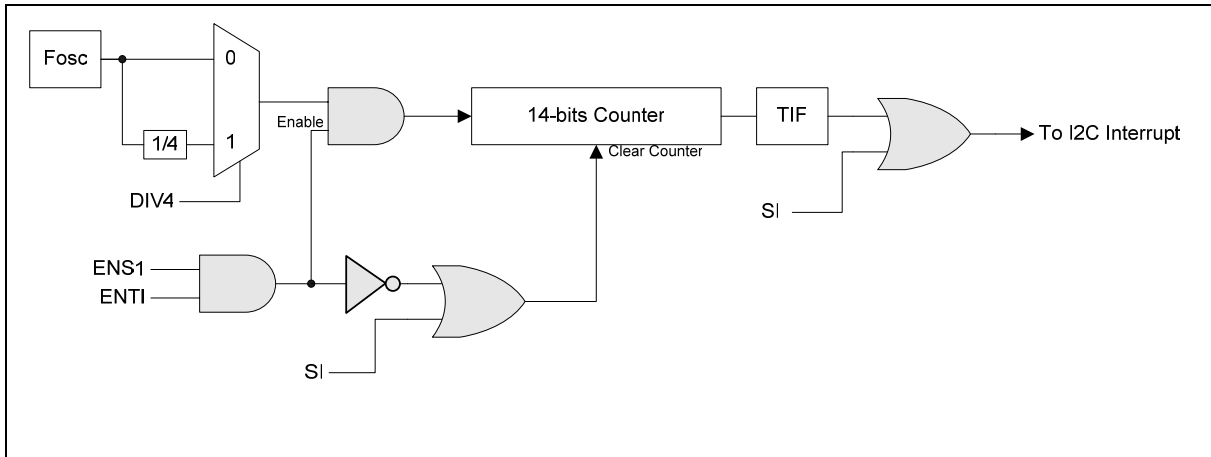 Fosc
0
1/4
1
DIV4
Enable
14-bits Counter
Clear Counter
TIF
To I2C Interrupt
SI
ENS1
ENTI
SI